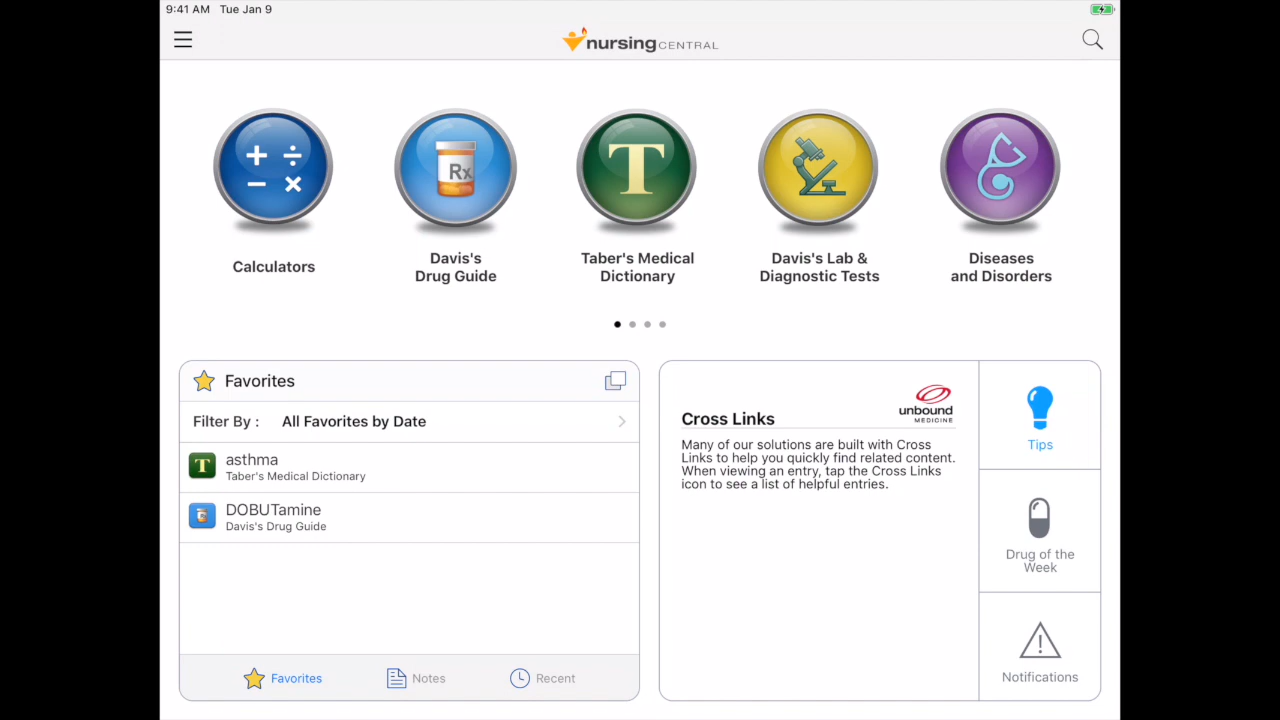 9:41 AM Tue Jan 9
nursing CENTRAL
Rx
T
Calculators
Davis's
Drug Guide
Taber's Medical
Dictionary
Davis's Lab &
Diagnostic Tests
Diseases
and Disorders
Favorites
Filter By : All Favorites by Date
T
asthma
Taber's Medical Dictionary
DOBUTamine
Davis's Drug Guide
Favorites
Notes
Recent
unbound
MEDICINE
Cross Links
Many of our solutions are built with Cross
Links to help you quickly find related content.
When viewing an entry, tap the Cross Links
icon to see a list of helpful entries.
Tips
Drug of the
Week
Notifications